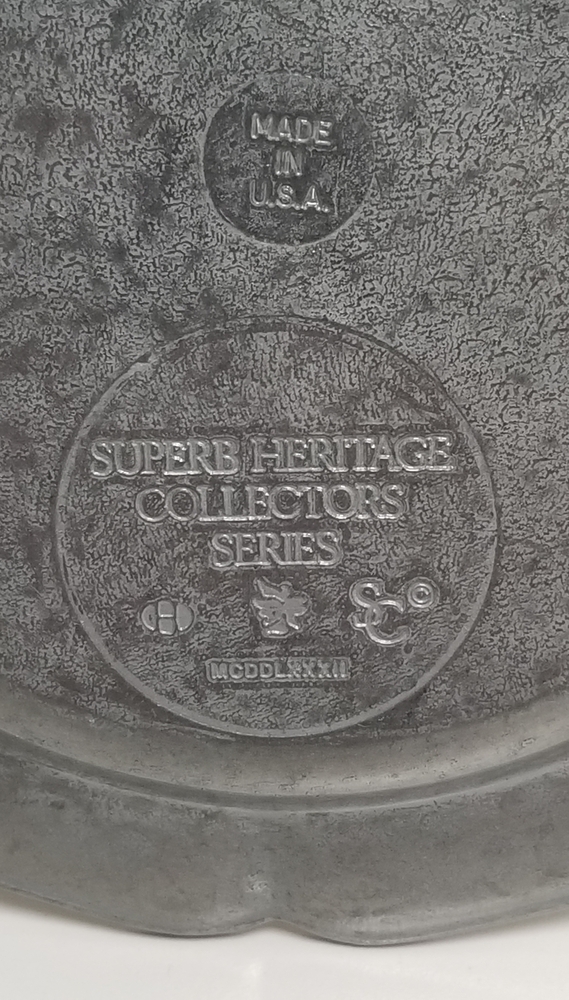 MADE
IN
U.S.A.
SUPERB HERITAGE
COLLECTORS
SERIES
SC ©
MCDDLXXXII